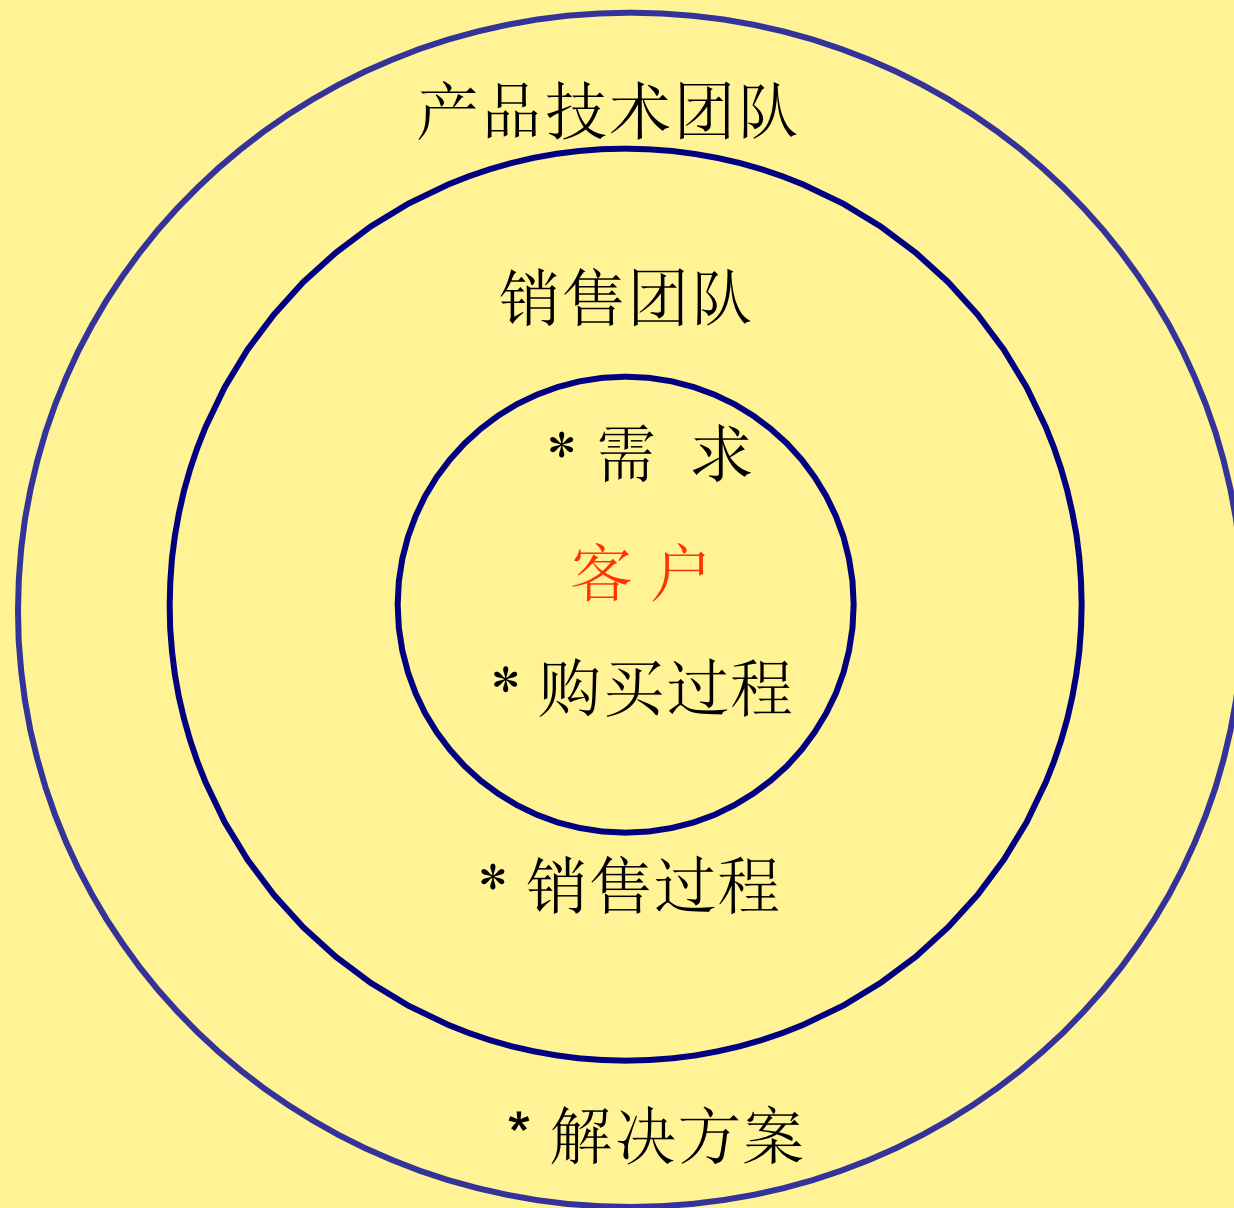 产品技术团队
销售团队
* 需 求
客 户
* 购买过程
* 销售过程
* 解决方案